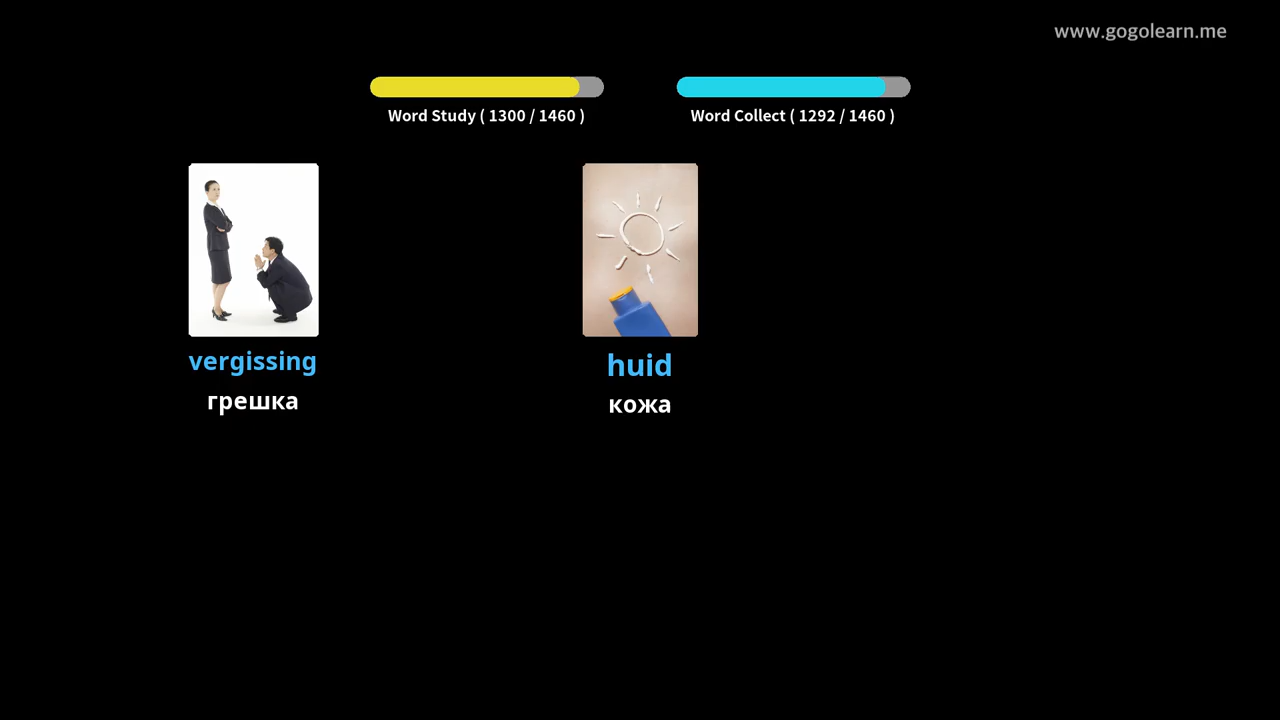 www.gogolearn.me
Word Study ( 1300 / 1460 )
Word Collect ( 1292 / 1460 )
vergissing
грешка
huid
кожа